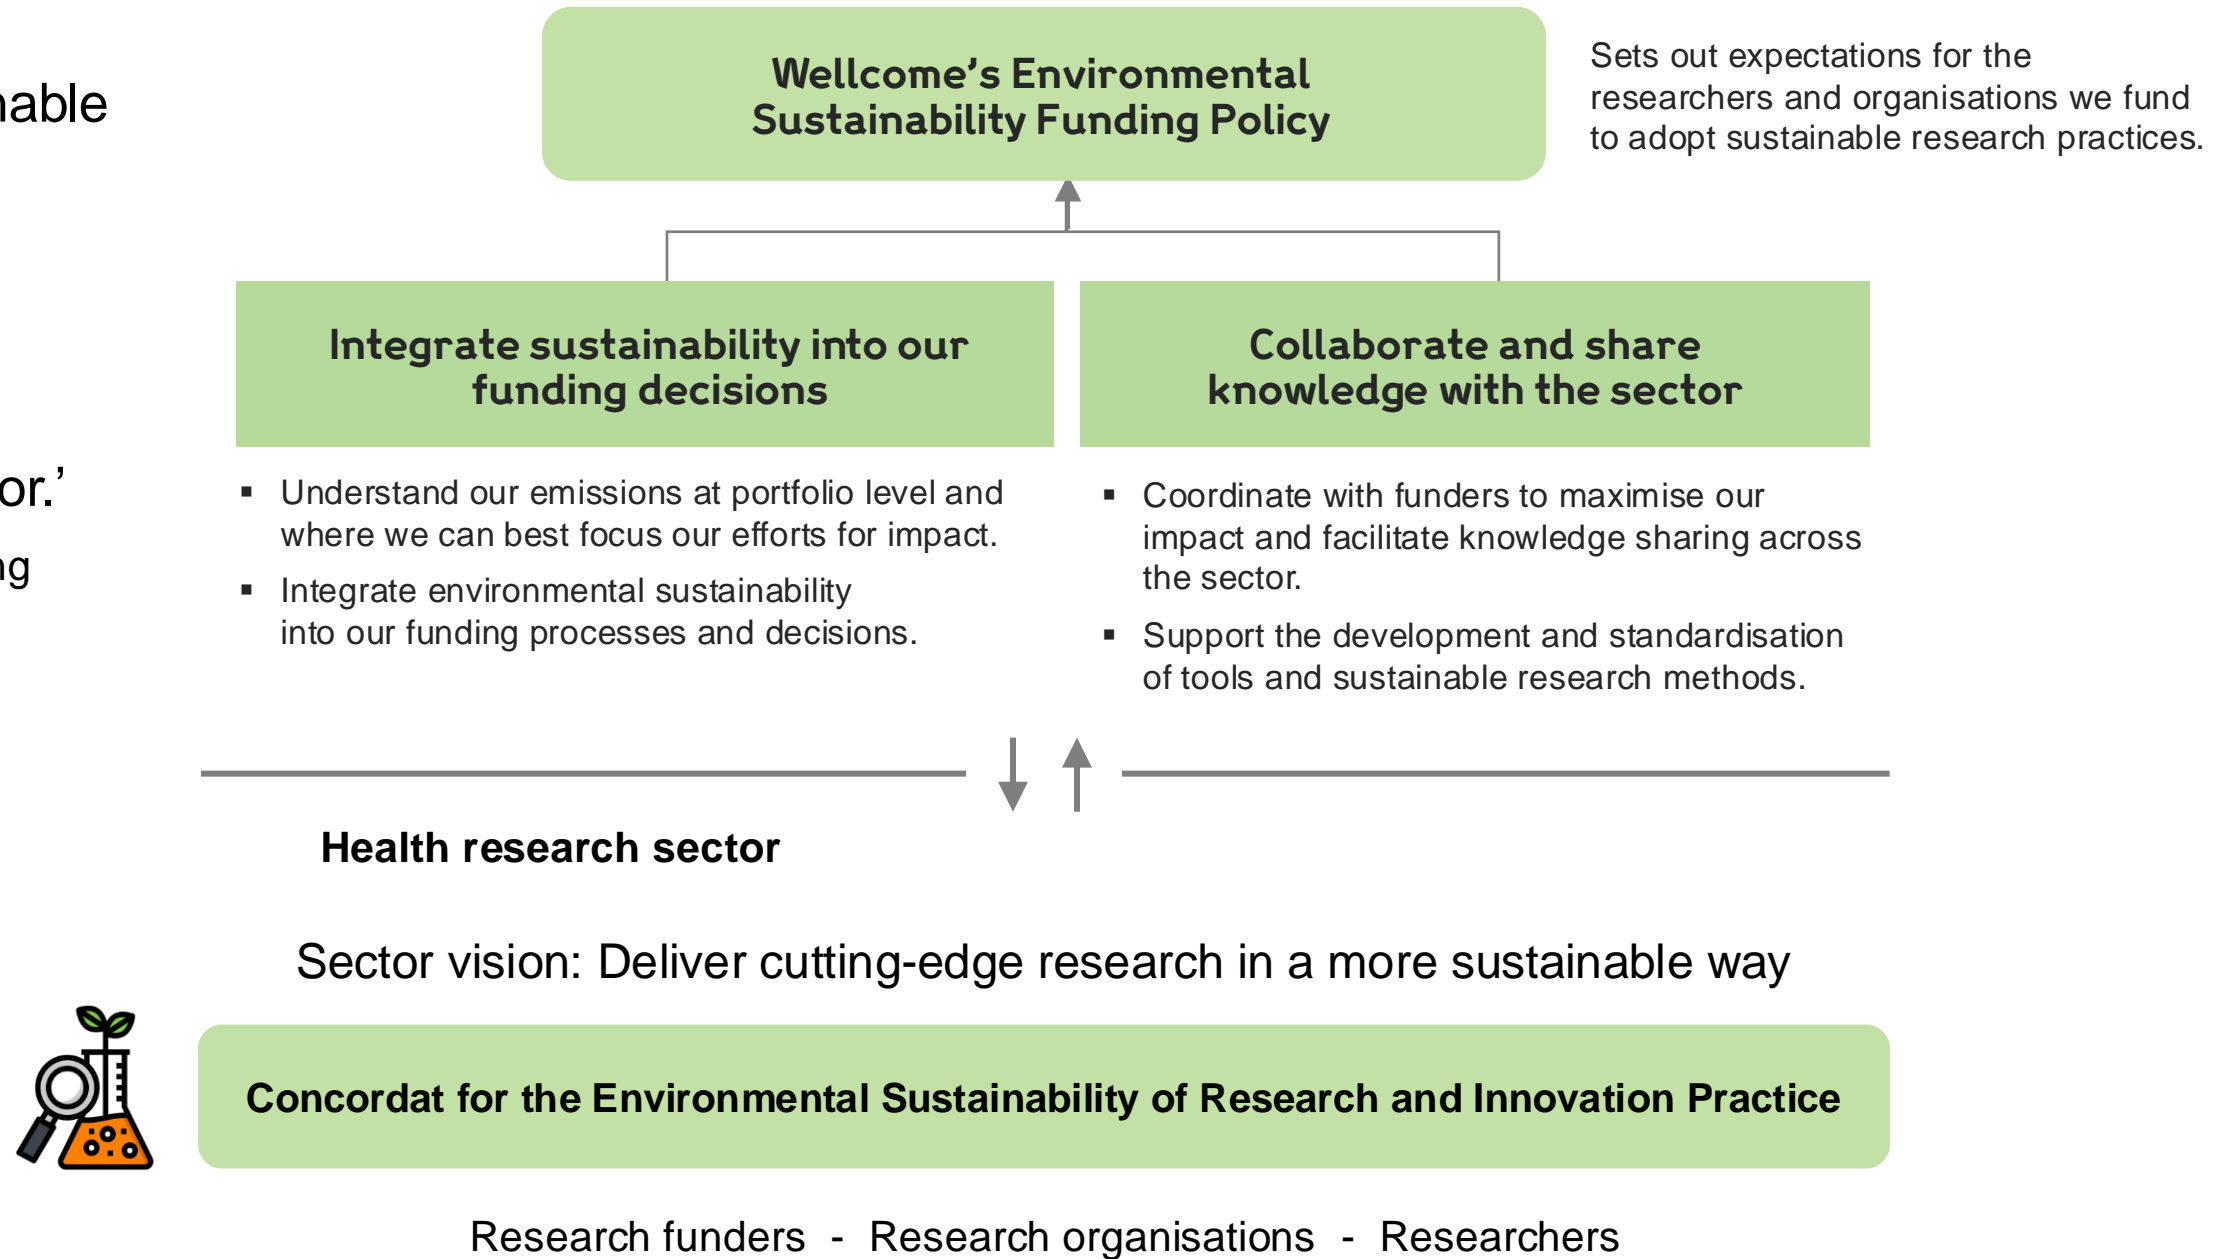 nable
or.’
ng
Wellcome’s Environmental
Sustainability Funding Policy
Sets out expectations for the
researchers and organisations we fund
to adopt sustainable research practices.
Integrate sustainability into our
funding decisions
▪ Understand our emissions at portfolio level and
where we can best focus our efforts for impact.
▪ Integrate environmental sustainability
into our funding processes and decisions.
Collaborate and share
knowledge with the sector
▪ Coordinate with funders to maximise our
impact and facilitate knowledge sharing across
the sector.
▪ Support the development and standardisation
of tools and sustainable research methods.
Health research sector
Sector vision: Deliver cutting-edge research in a more sustainable way
Concordat for the Environmental Sustainability of Research and Innovation Practice
Research funders - Research organisations - Researchers